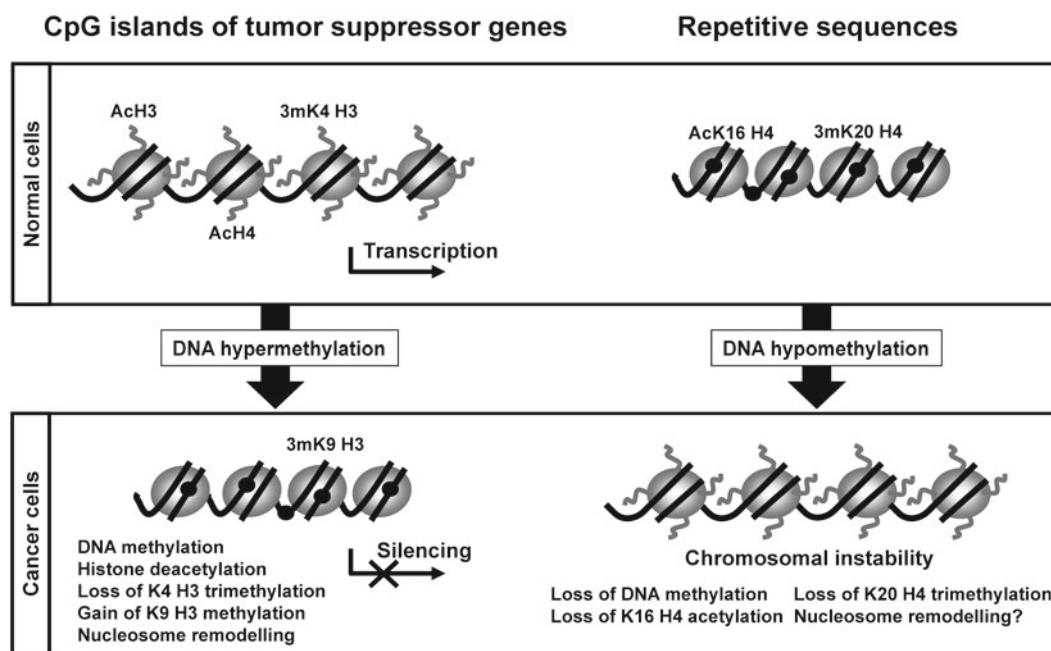 CpG islands of tumor suppressor genes
Repetitive sequences
Normal cells
AcH3
3mK4 H3
AcH4
Transcription
AcK16 H4
3mK20 H4
DNA hypermethylation
DNA hypomethylation
Cancer cells
3mK9 H3
Silencing
DNA methylation
Histone deacetylation
Loss of K4 H3 trimethylation
Gain of K9 H3 methylation
Nucleosome remodelling
Chromosomal instability
Loss of DNA methylation
Loss of K16 H4 acetylation
Loss of K20 H4 trimethylation
Nucleosome remodelling?